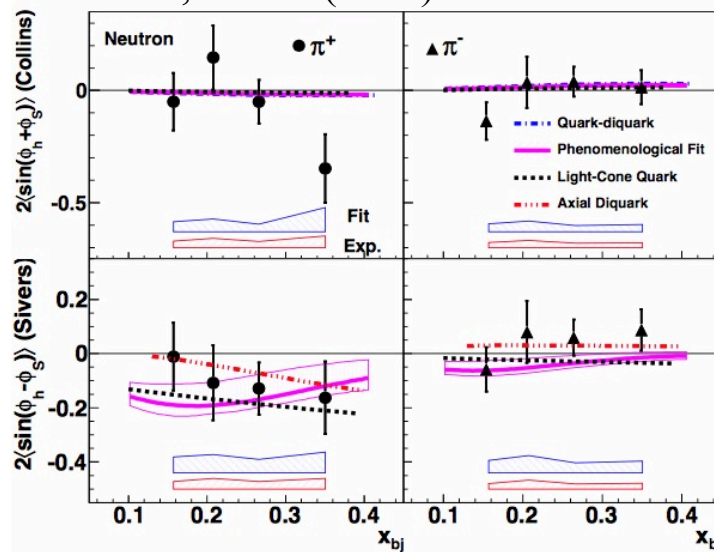 Neutron
π+
π-
2⟨sin(ϕh+ϕS)⟩ (Collins)
0
-0.5
Quark-diquark
Phenomenological Fit
Light-Cone Quark
Axial Diquark
Fit
Exp.
2⟨sin(ϕh-ϕS)⟩ (Sivers)
0.2
0
-0.2
-0.4
0.1 0.2 0.3 0.4 0.1 0.2 0.3 0.4
xbj